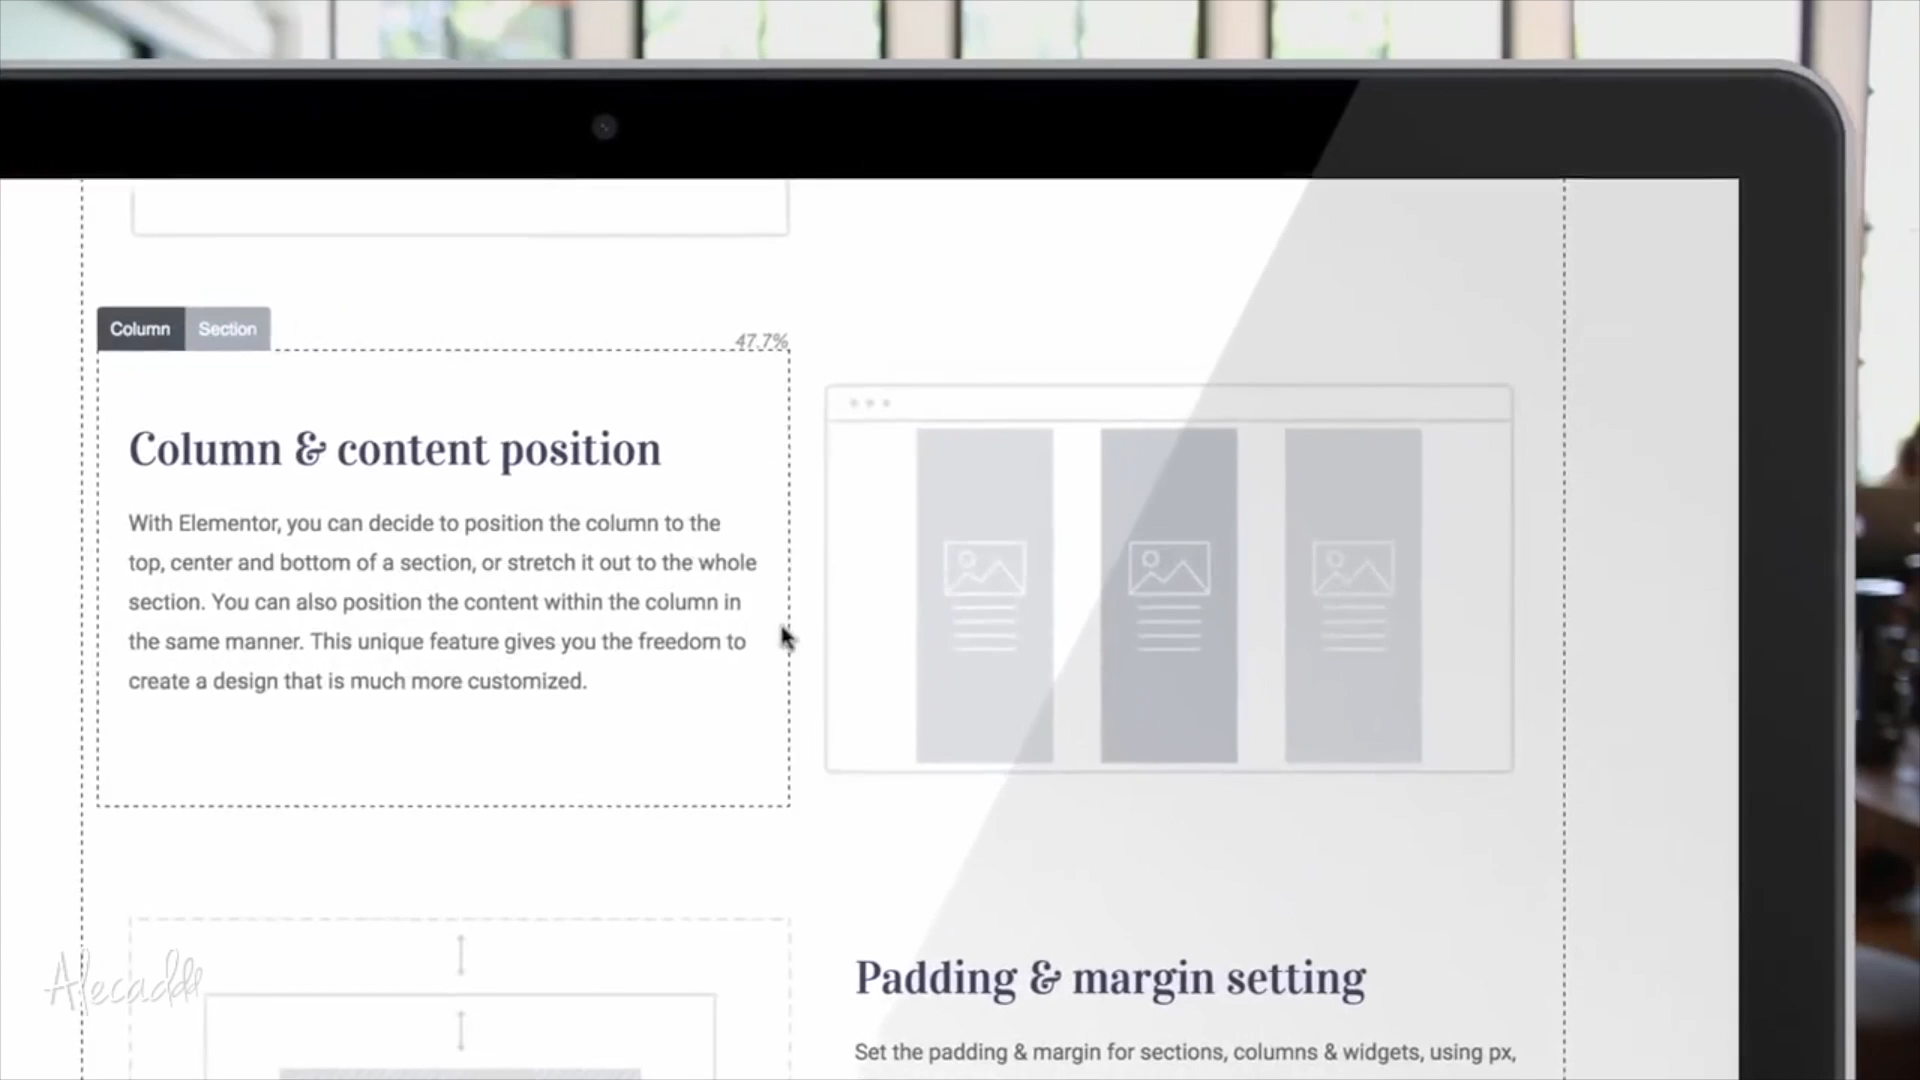 Column Section
47.7%
Column & content position
With Elementor, you can decide to position the column to the
top, center and bottom of a section, or stretch it out to the whole
section. You can also position the content within the column in
the same manner. This unique feature gives you the freedom to
create a design that is much more customized.
Padding & margin setting
Set the padding & margin for sections, columns & widgets, using px,
Alecaddd